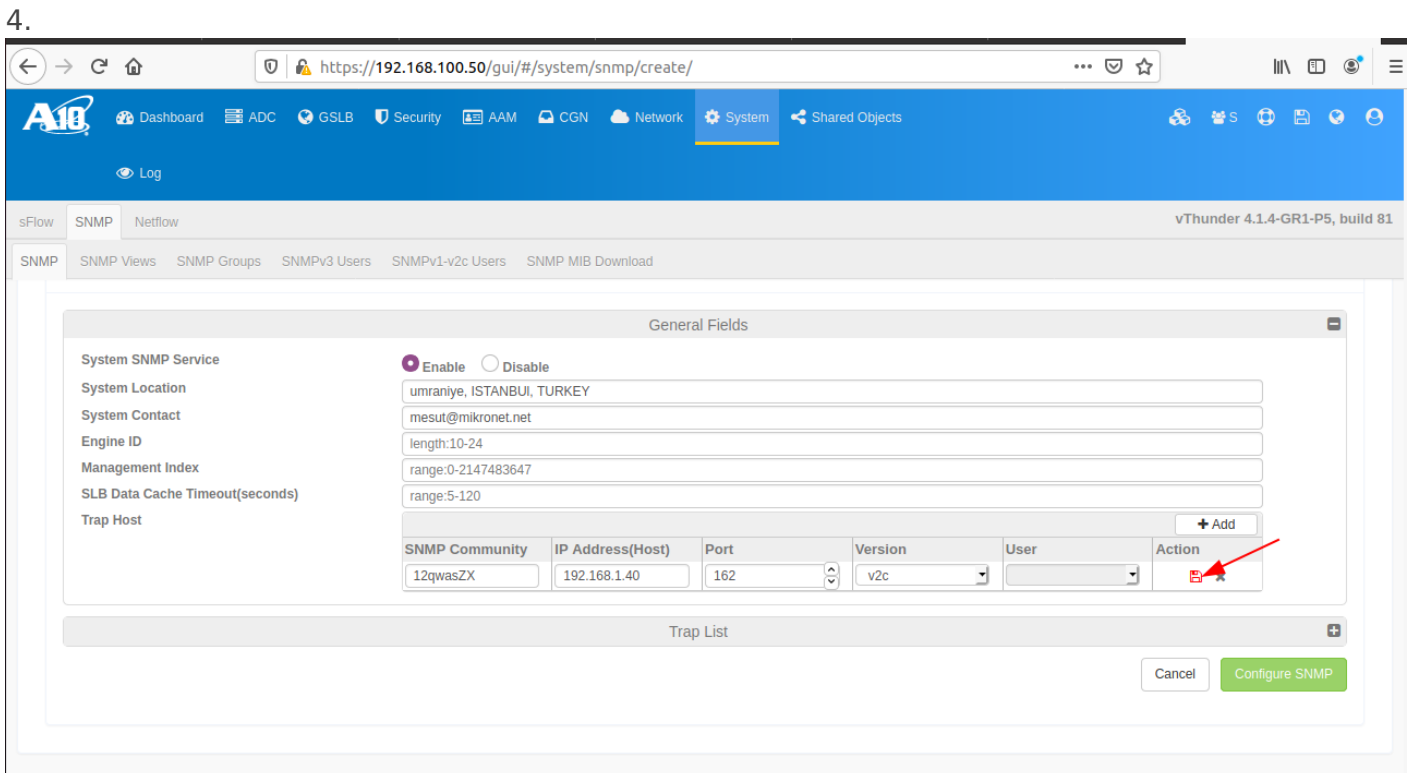 4.
https://192.168.100.50/gui/#/system/snmp/create/
A10 Dashboard ADC GSLB Security AAM CGN Network System Shared Objects S
Log
sFlow SNMP Netflow vThunder 4.1.4-GR1-P5, build 81
SNMP SNMP Views SNMP Groups SNMPv3 Users SNMPv1-v2c Users SNMP MIB Download
General Fields
System SNMP Service Enable Disable
System Location umraniye, ISTANBUl, TURKEY
System Contact mesut@mikronet.net
Engine ID length:10-24
Management Index range:0-2147483647
SLB Data Cache Timeout(seconds) range:5-120
Trap Host + Add
SNMP Community IP Address(Host) Port Version User Action
12qwasZX 192.168.1.40 162 v2c
Trap List
Cancel Configure SNMP